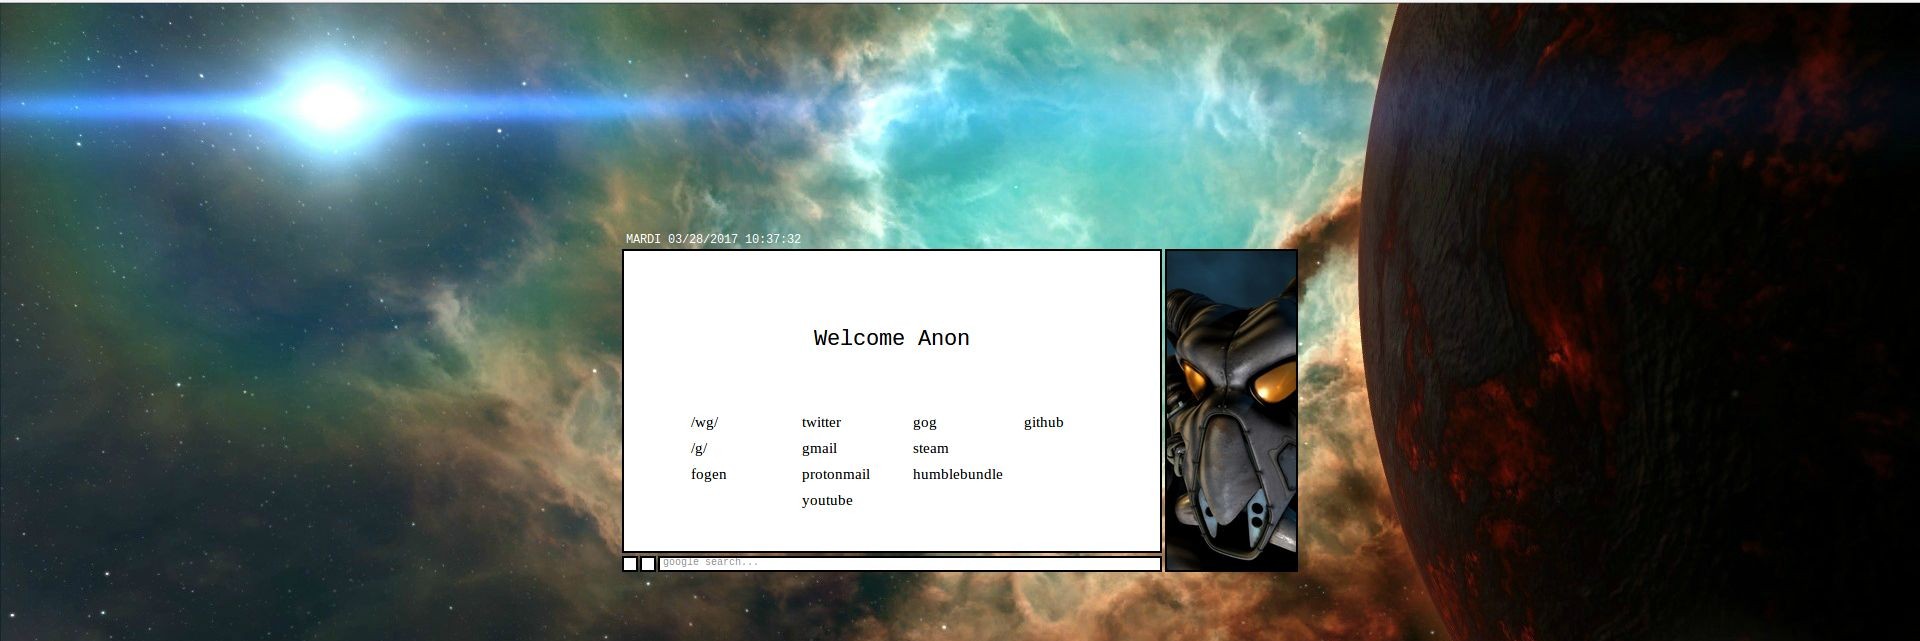 MARDI 03/28/2017 10:37:32
Welcome Anon
/wg/ twitter gog github
/g/ gmail steam
fogen protonmail humblebundle
youtube
google search...